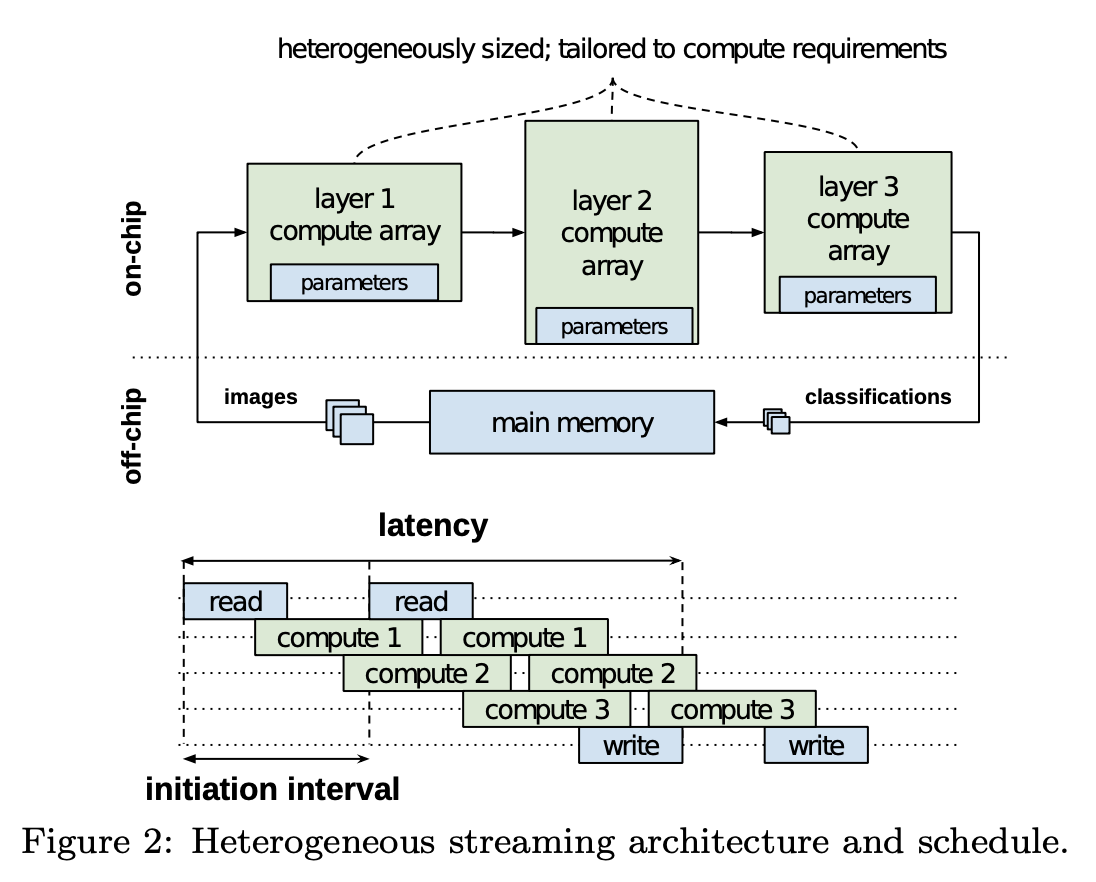 heterogeneously sized; tailored to compute requirements
on-chip
layer 1
compute array
parameters
layer 2
compute
array
parameters
layer 3
compute
array
parameters
off-chip
images
main memory
classifications
latency
read
read
compute 1
compute 1
compute 2
compute 2
compute 3
compute 3
write
write
initiation interval
Figure 2: Heterogeneous streaming architecture and schedule.